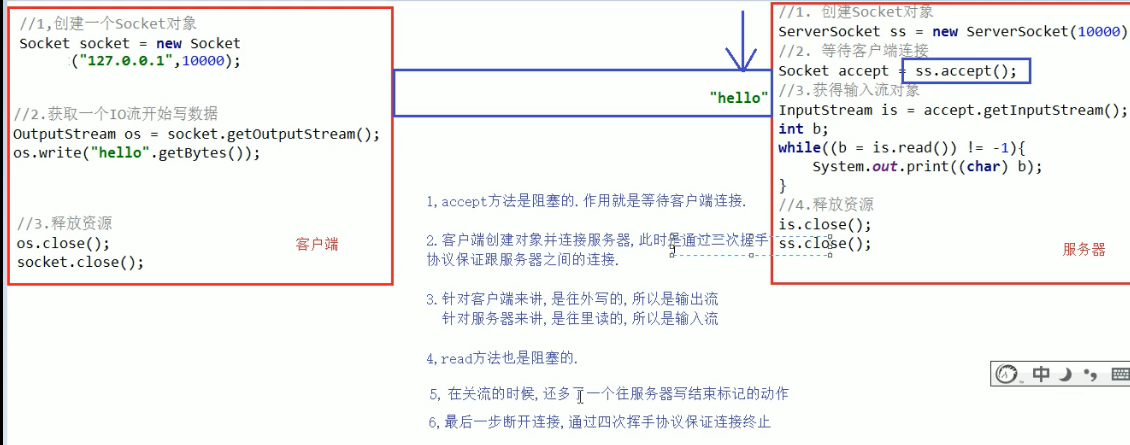 //1,创建一个Socket对象
Socket socket = new Socket
("127.0.0.1",10000);
//2.获取一个IO流开始写数据
OutputStream os = socket.getOutputStream();
os.write("hello".getBytes());
//3.释放资源
os.close();
socket.close();
客户端
"hello"
//1. 创建Socket对象
ServerSocket ss = new ServerSocket(10000)
//2. 等待客户端连接
Socket accept = ss.accept();
//3.获得输入流对象
InputStream is = accept.getInputStream();
int b;
while((b = is.read()) != -1){
System.out.print((char) b);
}
//4.释放资源
is.close();
ss.close();
服务器
1,accept方法是阻塞的.作用就是等待客户端连接.
2.客户端创建对象并连接服务器,此时是通过三次握手
协议保证跟服务器之间的连接.
3.针对客户端来讲,是往外写的,所以是输出流
针对服务器来讲,是往里读的,所以是输入流
4,read方法也是阻塞的.
5, 在关流的时候,还多了一个往服务器写结束标记的动作
6,最后一步断开连接,通过四次挥手协议保证连接终止
中